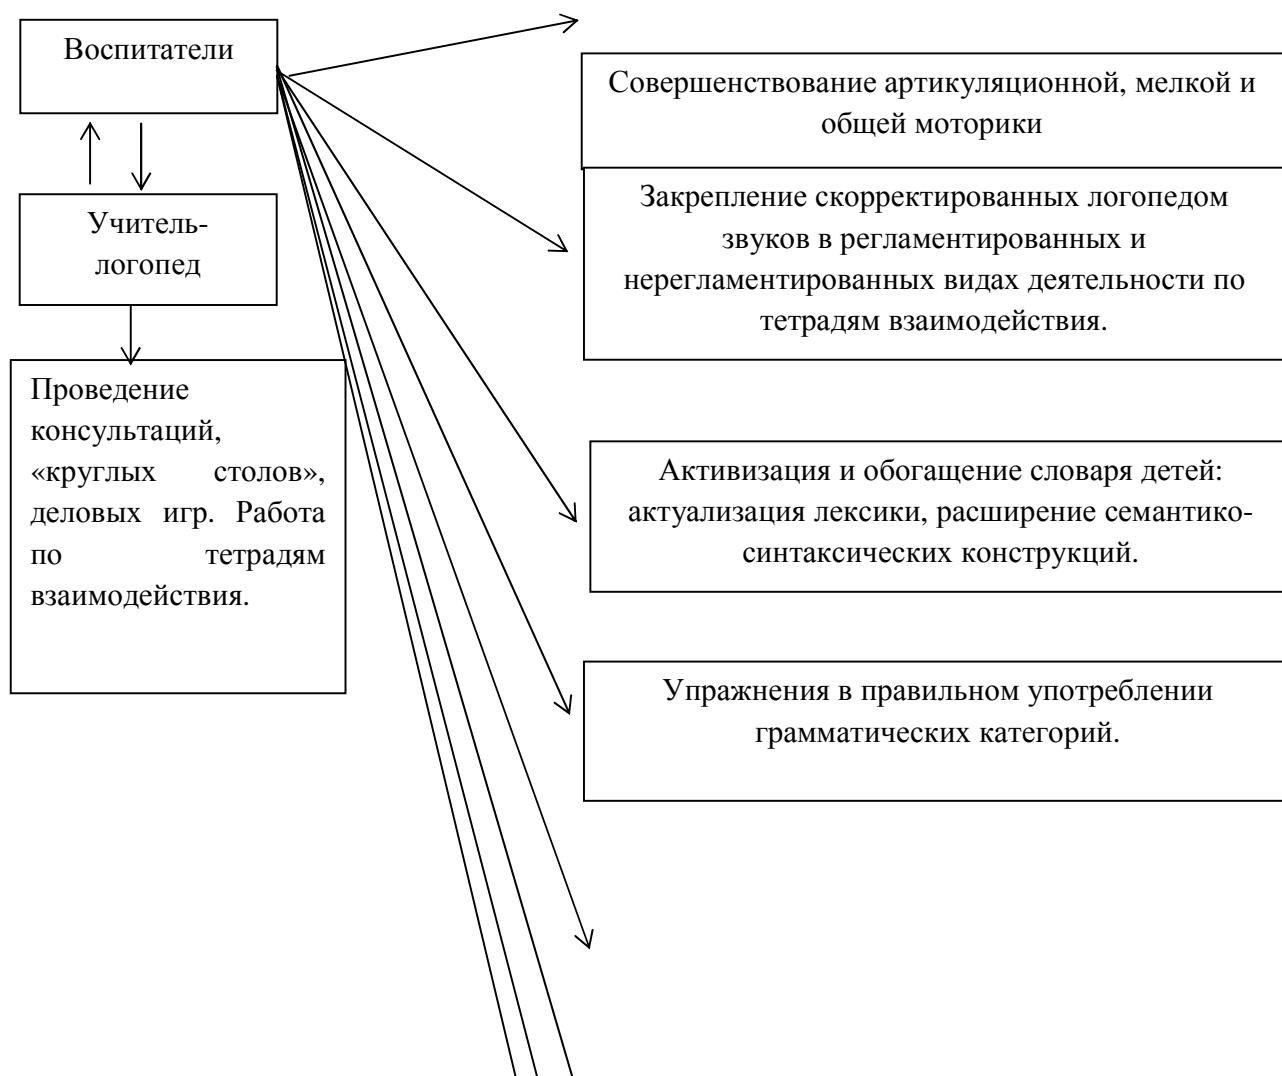 Воспитатели
Учитель-
логопед
Проведение
консультаций,
«круглых столов»,
деловых игр. Работа
по тетрадям
взаимодействия.
Совершенствование артикуляционной, мелкой и
общей моторики
Закрепление скорректированных логопедом
звуков в регламентированных и
нерегламентированных видах деятельности по
тетрадям взаимодействия.
Активизация и обогащение словаря детей:
актуализация лексики, расширение семантико-
синтаксических конструкций.
Упражнения в правильном употреблении
грамматических категорий.